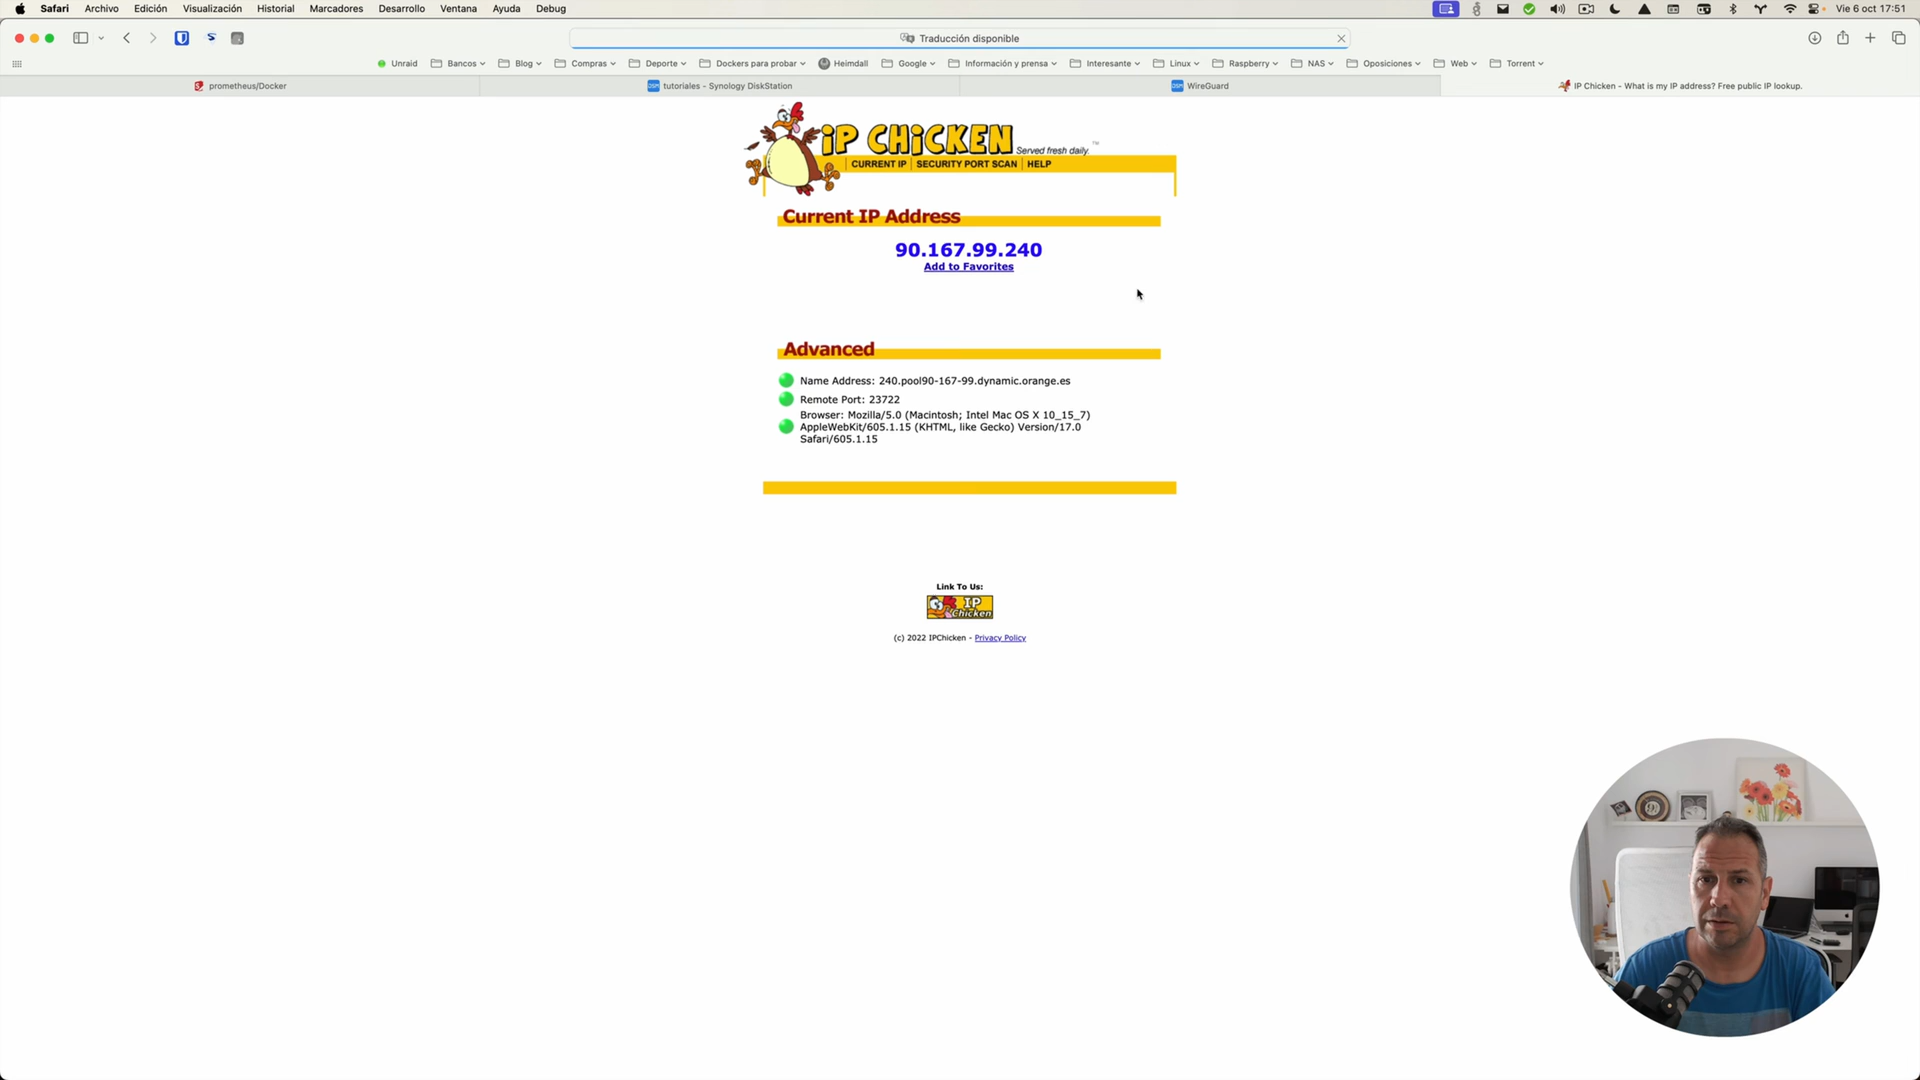 Safari Archivo Edición Visualización Historial Marcadores Desarrollo Ventana Ayuda Debug
Vie 6 oct 17:51
Traducción disponible
Unraid Bancos Blog Compras Deporte Dockers para probar Heimdall Google Información y prensa Interesante Linux Raspberry NAS Oposiciones Web Torrent
prometheus/Docker
DSM tutoriales - Synology DiskStation
DSM WireGuard
IP Chicken - What is my IP address? Free public IP lookup.
iP CHiCKEN Served fresh daily. ™
CURRENT IP | SECURITY PORT SCAN | HELP
Current IP Address
90.167.99.240
Add to Favorites
Advanced
Name Address: 240.pool90-167-99.dynamic.orange.es
Remote Port: 23722
Browser: Mozilla/5.0 (Macintosh; Intel Mac OS X 10_15_7)
AppleWebKit/605.1.15 (KHTML, like Gecko) Version/17.0
Safari/605.1.15
Link To Us:
IP
Chicken
(c) 2022 IPChicken - Privacy Policy